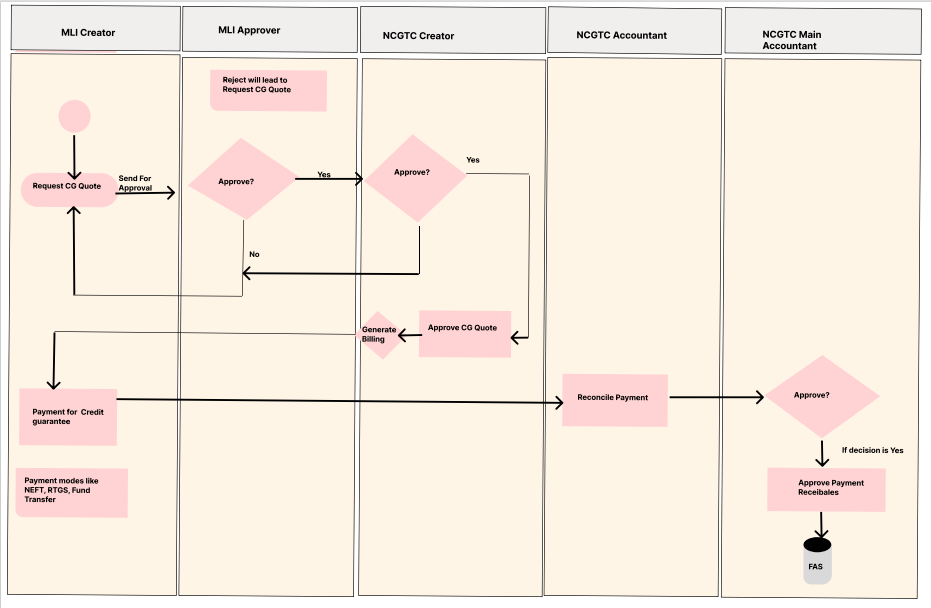 MLI Creator
MLI Approver
NCGTC Creator
NCGTC Accountant
NCGTC Main
Accountant
Reject will lead to
Request CG Quote
Request CG Quote
Send For
Approval
Approve?
Yes
Approve?
Yes
No
Generate
Billing
Approve CG Quote
Payment for Credit
guarantee
Reconcile Payment
Approve?
If decision is Yes
Payment modes like
NEFT, RTGS, Fund
Transfer
Approve Payment
Receibales
FAS